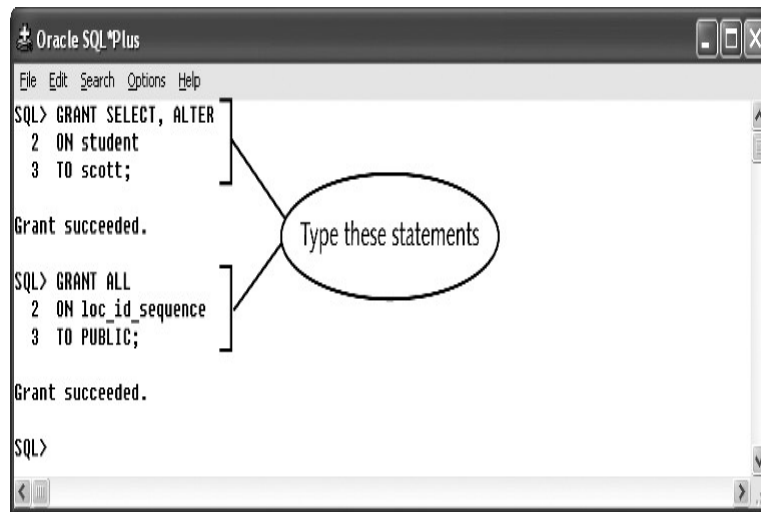 Oracle SQL*Plus
File Edit Search Options Help
SQL> GRANT SELECT, ALTER
2 ON student
3 TO scott;
Type these statements
Grant succeeded.
SQL> GRANT ALL
2 ON loc_id_sequence
3 TO PUBLIC;
Grant succeeded.
SQL>